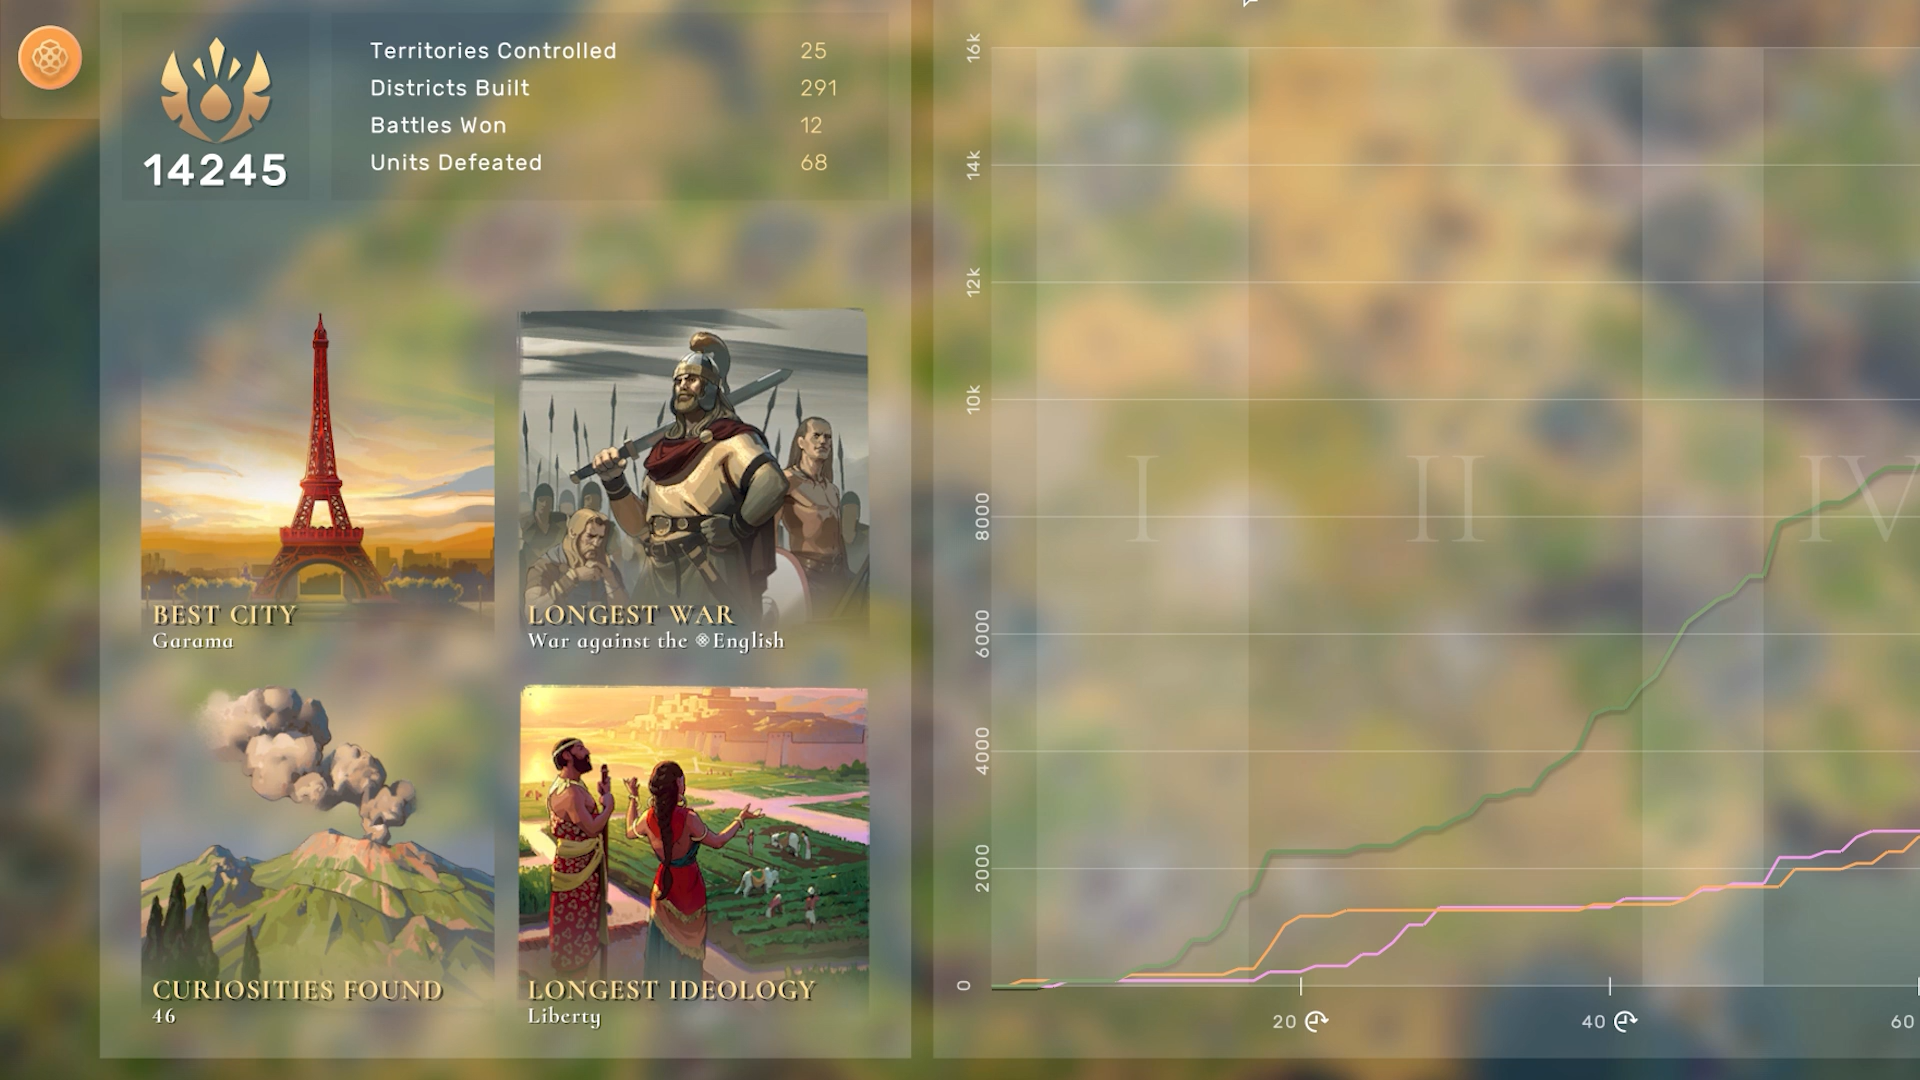 14245
Territories Controlled 25
Districts Built 291
Battles Won 12
Units Defeated 68
BEST CITY
Garama
LONGEST WAR
War against the English
CURIOSITIES FOUND
46
LONGEST IDEOLOGY
Liberty
16k
14k
12k
10k
8000
6000
4000
2000
0
I
II
IV
20
40
60